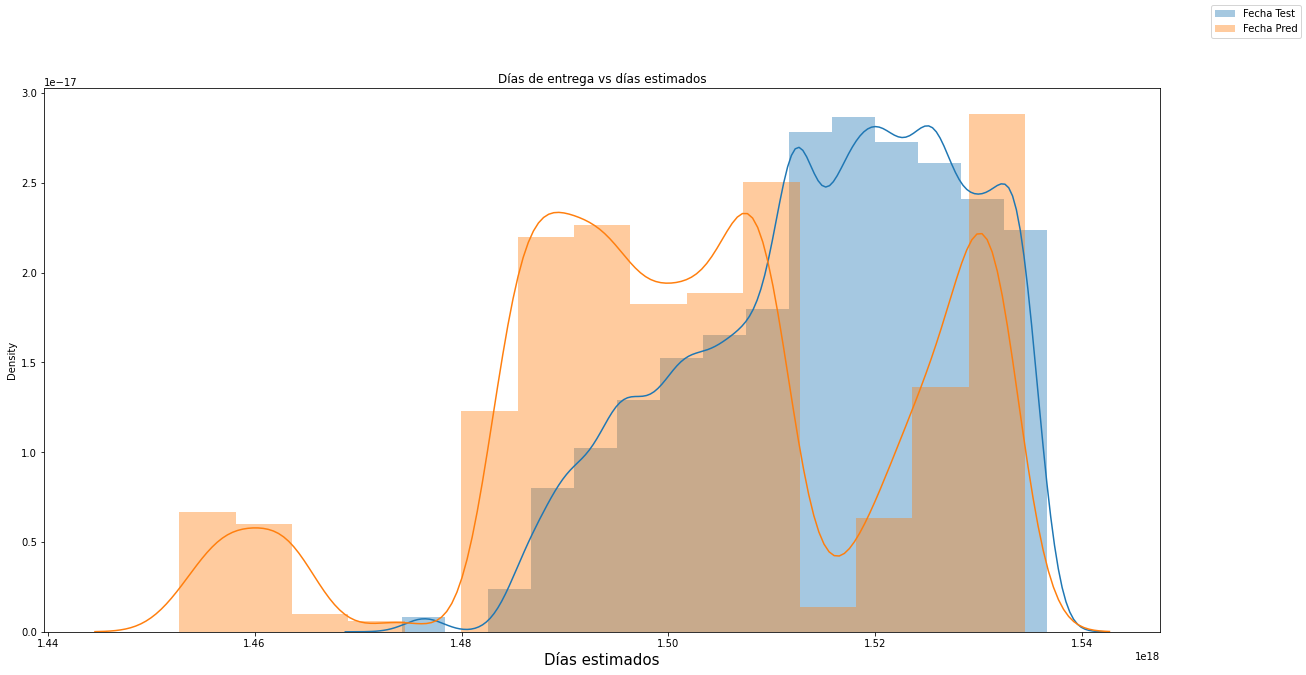 Fecha Test
Fecha Pred
Días de entrega vs días estimados
1e−17
3.0
2.5
2.0
1.5
1.0
0.5
0.0
Density
1.44 1.46 1.48 1.50 1.52 1.54
1e18
Días estimados